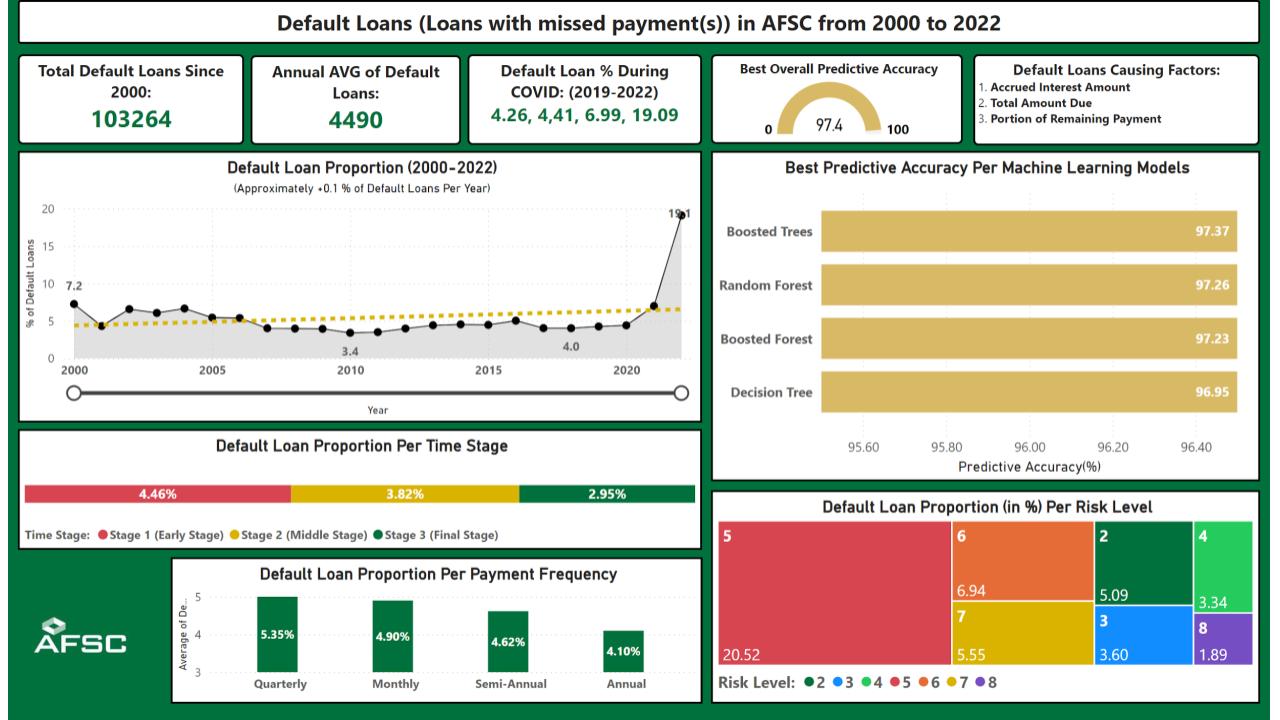 Default Loans (Loans with missed payment(s)) in AFSC from 2000 to 2022
Total Default Loans Since
2000:
103264
Annual AVG of Default
Loans:
4490
Default Loan % During
COVID: (2019-2022)
4.26, 4,41, 6.99, 19.09
Best Overall Predictive Accuracy
0
97.4
100
Default Loans Causing Factors:
1. Accrued Interest Amount
2. Total Amount Due
3. Portion of Remaining Payment
Default Loan Proportion (2000-2022)
(Approximately +0.1 % of Default Loans Per Year)
% of Default Loans
20
15
10
5
0
7.2
3.4
4.0
19.1
2000 2005 2010 2015 2020
Year
Best Predictive Accuracy Per Machine Learning Models
Boosted Trees 97.37
Random Forest 97.26
Boosted Forest 97.23
Decision Tree 96.95
95.60 95.80 96.00 96.20 96.40
Predictive Accuracy(%)
Default Loan Proportion Per Time Stage
4.46% 3.82% 2.95%
Time Stage: Stage 1 (Early Stage) Stage 2 (Middle Stage) Stage 3 (Final Stage)
Default Loan Proportion (in %) Per Risk Level
5
20.52
6
6.94
7
5.55
2
5.09
3
3.60
4
3.34
8
1.89
Risk Level: 2 3 4 5 6 7 8
AFSC
Default Loan Proportion Per Payment Frequency
Average of De...
5
4
3
5.35% 4.90% 4.62% 4.10%
Quarterly Monthly Semi-Annual Annual